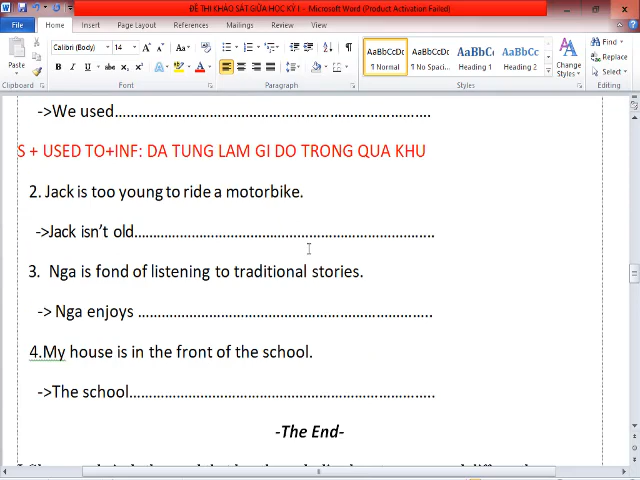 ĐỀ THI KHẢO SÁT GIỮA HỌC KỲ I - Microsoft Word (Product Activation Failed)
File Home Insert Page Layout References Mailings Review View
Calibri (Body) 14 AaBbCcDc AaBbCcDc AaBbC AaBbCc Find
Paste ¶ Normal ¶ No Spaci... Heading 1 Heading 2 Change Styles Replace
Select
Clipboard Font Paragraph Styles Editing
->We used……………………………………………………………………….
S + USED TO+INF: DA TUNG LAM GI DO TRONG QUA KHU
2. Jack is too young to ride a motorbike.
->Jack isn't old……………………………………………………………………
3. Nga is fond of listening to traditional stories.
-> Nga enjoys ……………………………………………………………………..
4.My house is in the front of the school.
->The school……………………………………………………………………..
-The End-